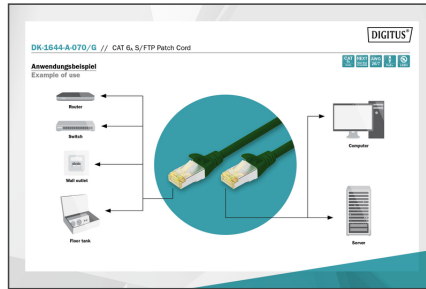 DIGITUS®
DK-1644-A-070/G // CAT 6A S/FTP Patch Cord
Anwendungsbeispiel
Example of use
Router
Switch
Wall outlet
Floor tank
Computer
Server